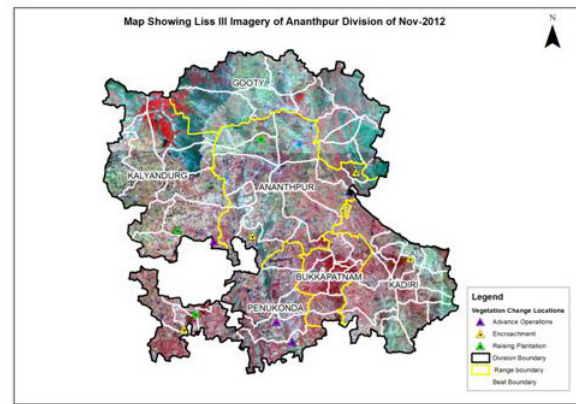 Map Showing Liss III Imagery of Ananthpur Division of Nov-2012
N
GOOTY
KALYANDURG
ANANTHPUR
BUKKAPATNAM
KADIRI
PENUKONDA
Legend
Vegetation Change Locations
Advance Operations
Encroachment
Raising Plantation
Division Boundary
Range boundary
Beat Boundary